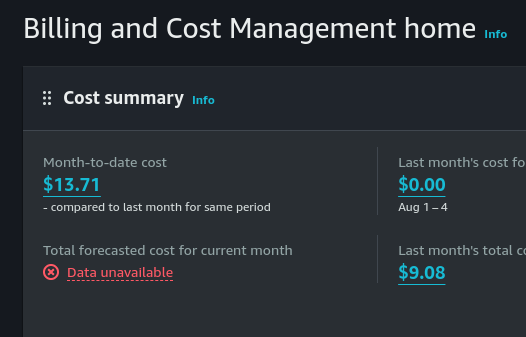 Billing and Cost Management home Info
Cost summary Info
Month-to-date cost
$13.71
- compared to last month for same period
Last month's cost fo
$0.00
Aug 1 – 4
Total forecasted cost for current month
Data unavailable
Last month's total c
$9.08